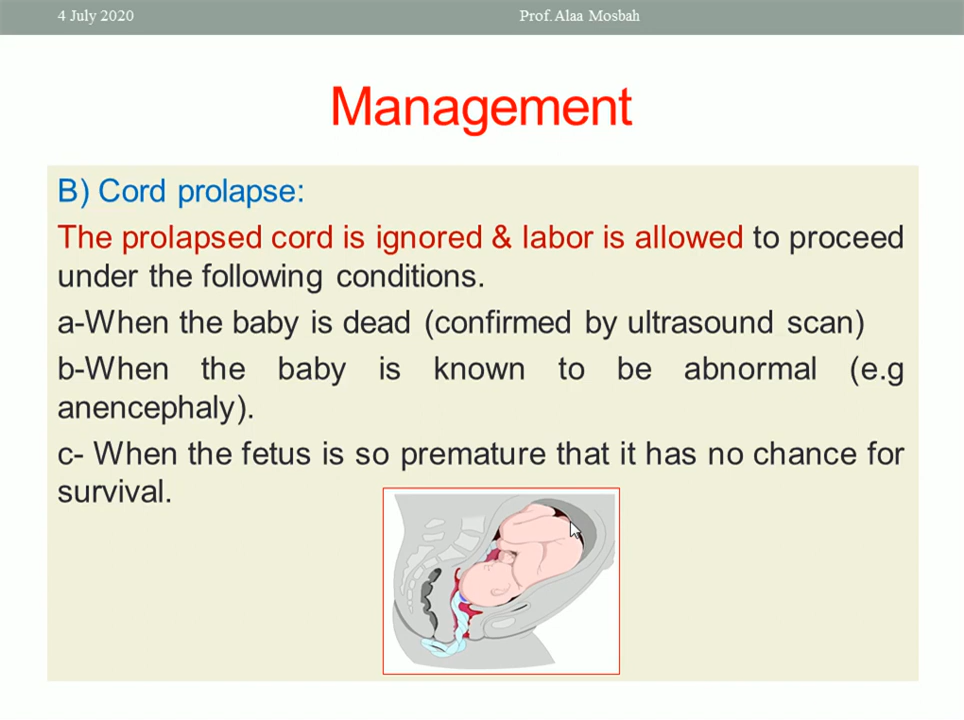 4 July 2020
Prof. Alaa Mosbah
Management
B) Cord prolapse:
The prolapsed cord is ignored & labor is allowed to proceed
under the following conditions.
a-When the baby is dead (confirmed by ultrasound scan)
b-When the baby is known to be abnormal (e.g
anencephaly).
c- When the fetus is so premature that it has no chance for
survival.